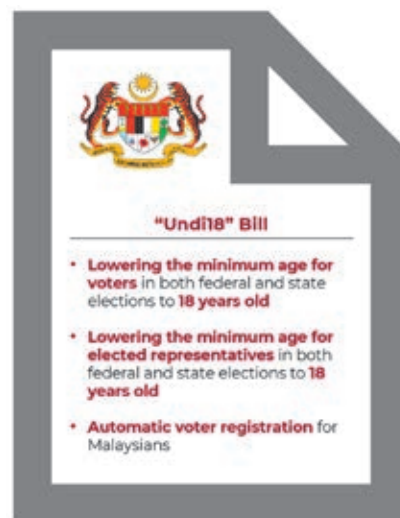 “Undi18” Bill
• Lowering the minimum age for
voters in both federal and state
elections to 18 years old
• Lowering the minimum age for
elected representatives in both
federal and state elections to 18
years old
• Automatic voter registration for
Malaysians